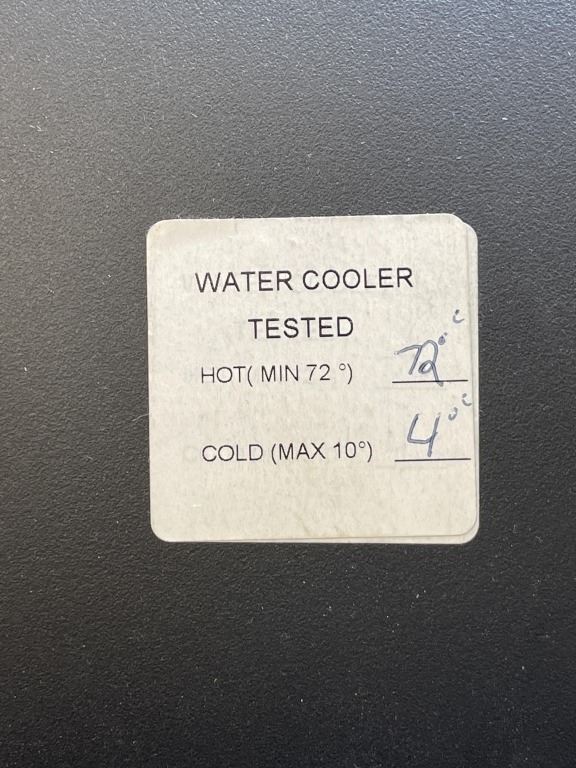 WATER COOLER
TESTED
HOT( MIN 72 °) 72°C
COLD (MAX 10°) 4°C